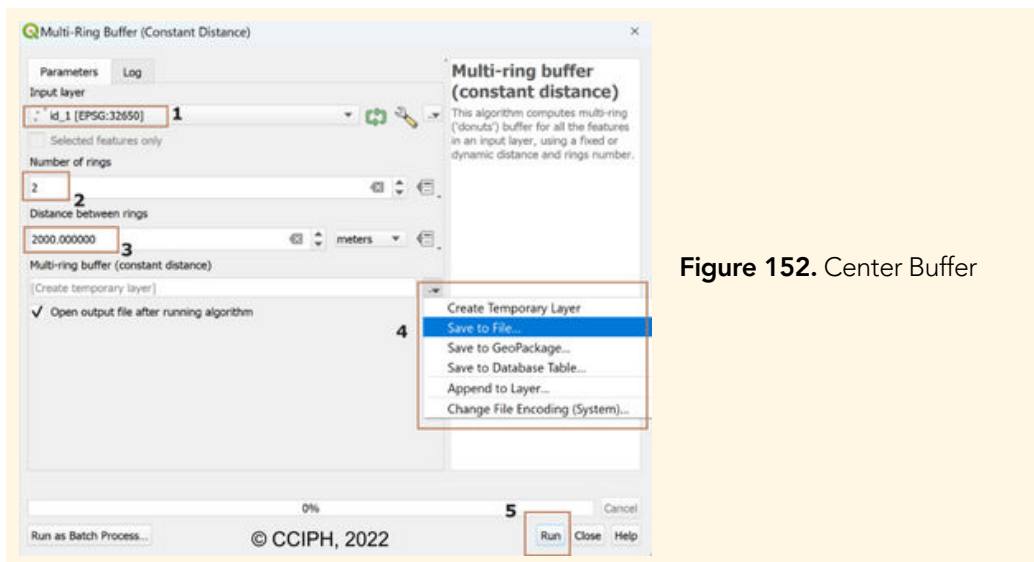 Multi-Ring Buffer (Constant Distance)
Parameters Log
Input layer
id_1 [EPSG:32650] 1
Selected features only
Number of rings
2
2
Distance between rings
2000.000000 meters
3
Multi-ring buffer (constant distance)
[Create temporary layer]
✓ Open output file after running algorithm
4
Create Temporary Layer
Save to File...
Save to GeoPackage...
Save to Database Table...
Append to Layer...
Change File Encoding (System)...
Multi-ring buffer
(constant distance)
This algorithm computes multi-ring
('donuts') buffer for all the features
in an input layer, using a fixed or
dynamic distance and rings number.
0%
5
Cancel
Run as Batch Process...
© CCIPH, 2022
Run Close Help
Figure 152. Center Buffer